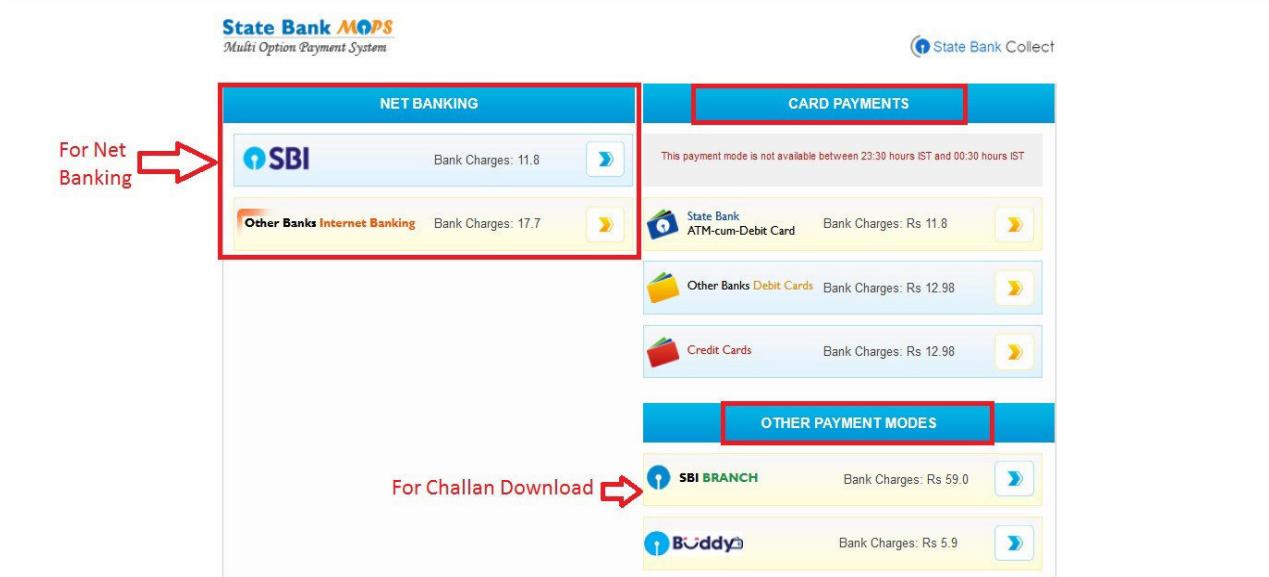 State Bank MOPS
Multi Option Payment System
State Bank Collect
NET BANKING
For Net
Banking
SBI
Bank Charges: 11.8
Other Banks Internet Banking
Bank Charges: 17.7
CARD PAYMENTS
This payment mode is not available between 23:30 hours IST and 00:30 hours IST
State Bank
ATM-cum-Debit Card
Bank Charges: Rs 11.8
Other Banks Debit Cards
Bank Charges: Rs 12.98
Credit Cards
Bank Charges: Rs 12.98
OTHER PAYMENT MODES
For Challan Download
SBI BRANCH
Bank Charges: Rs 59.0
Buddy
Bank Charges: Rs 5.9